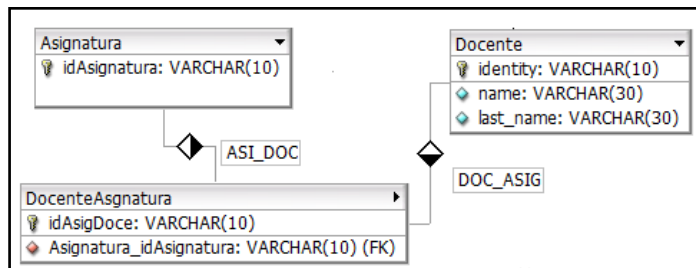 Asignatura
idAsignatura: VARCHAR(10)
Docente
identity: VARCHAR(10)
name: VARCHAR(30)
last_name: VARCHAR(30)
ASI_DOC
DOC_ASIG
DocenteAsgnatura
idAsigDoce: VARCHAR(10)
Asignatura_idAsignatura: VARCHAR(10) (FK)